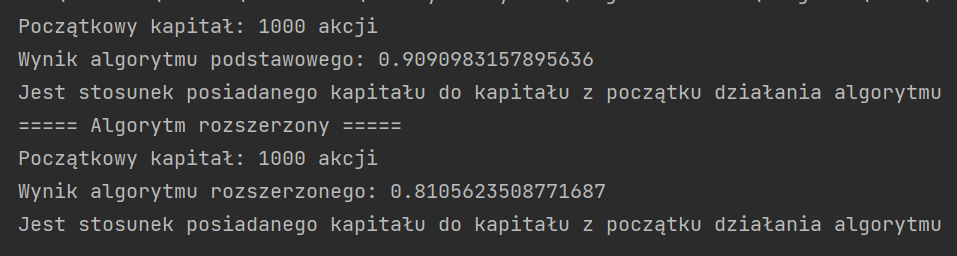 Początkowy kapitał: 1000 akcji
Wynik algorytmu podstawowego: 0.9090983157895636
Jest stosunek posiadanego kapitału do kapitału z początku działania algorytmu
===== Algorytm rozszerzony =====
Początkowy kapitał: 1000 akcji
Wynik algorytmu rozszerzonego: 0.8105623508771687
Jest stosunek posiadanego kapitału do kapitału z początku działania algorytmu